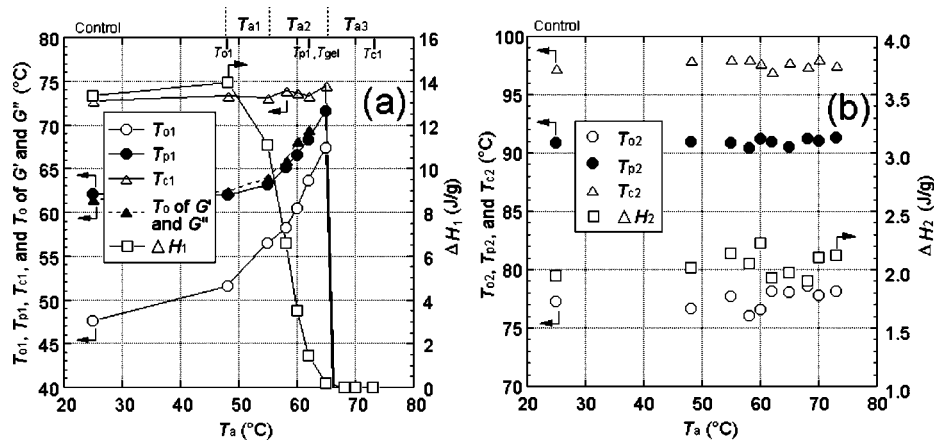 Control
Ta1
Ta2
Ta3
To1
Tp1, Tgel
Tc1
(a)
To1
Tp1
Tc1
To of G' and G"
ΔH1
To1, Tp1, Tc1, and To of G' and G" (°C)
80
75
70
65
60
55
50
45
40
16
14
12
10
8
6
4
2
0
ΔH1 (J/g)
20
30
40
50
60
70
80
Ta (°C)
Control
(b)
To2
Tp2
Tc2
ΔH2
To2, Tp2, and Tc2 (°C)
100
95
90
85
80
75
70
4.0
3.5
3.0
2.5
2.0
1.5
1.0
ΔH2 (J/g)
20
30
40
50
60
70
80
Ta (°C)